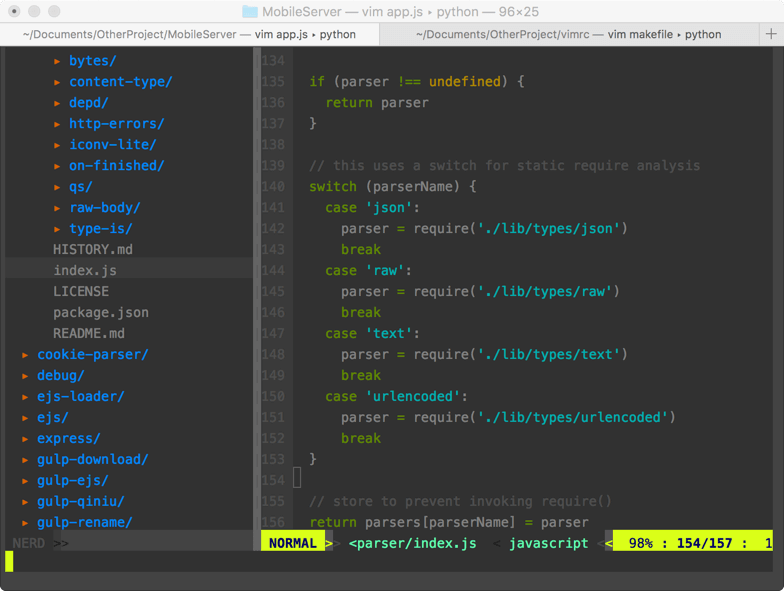 MobileServer — vim app.js ▸ python — 96×25
~/Documents/OtherProject/MobileServer — vim app.js ▸ python
~/Documents/OtherProject/vimrc — vim makefile ▸ python
+
▸ bytes/
▸ content-type/
▸ depd/
▸ http-errors/
▸ iconv-lite/
▸ on-finished/
▸ qs/
▸ raw-body/
▸ type-is/
HISTORY.md
index.js
LICENSE
package.json
README.md
▸ cookie-parser/
▸ debug/
▸ ejs-loader/
▸ ejs/
▸ express/
▸ gulp-download/
▸ gulp-ejs/
▸ gulp-qiniu/
▸ gulp-rename/
NERD >>
134
135 if (parser !== undefined) {
136 return parser
137 }
138
139 // this uses a switch for static require analysis
140 switch (parserName) {
141 case 'json':
142 parser = require('./lib/types/json')
143 break
144 case 'raw':
145 parser = require('./lib/types/raw')
146 break
147 case 'text':
148 parser = require('./lib/types/text')
149 break
150 case 'urlencoded':
151 parser = require('./lib/types/urlencoded')
152 break
153 }
154
155 // store to prevent invoking require()
156 return parsers[parserName] = parser
NORMAL >> <parser/index.js < javascript << 98% : 154/157 : 1